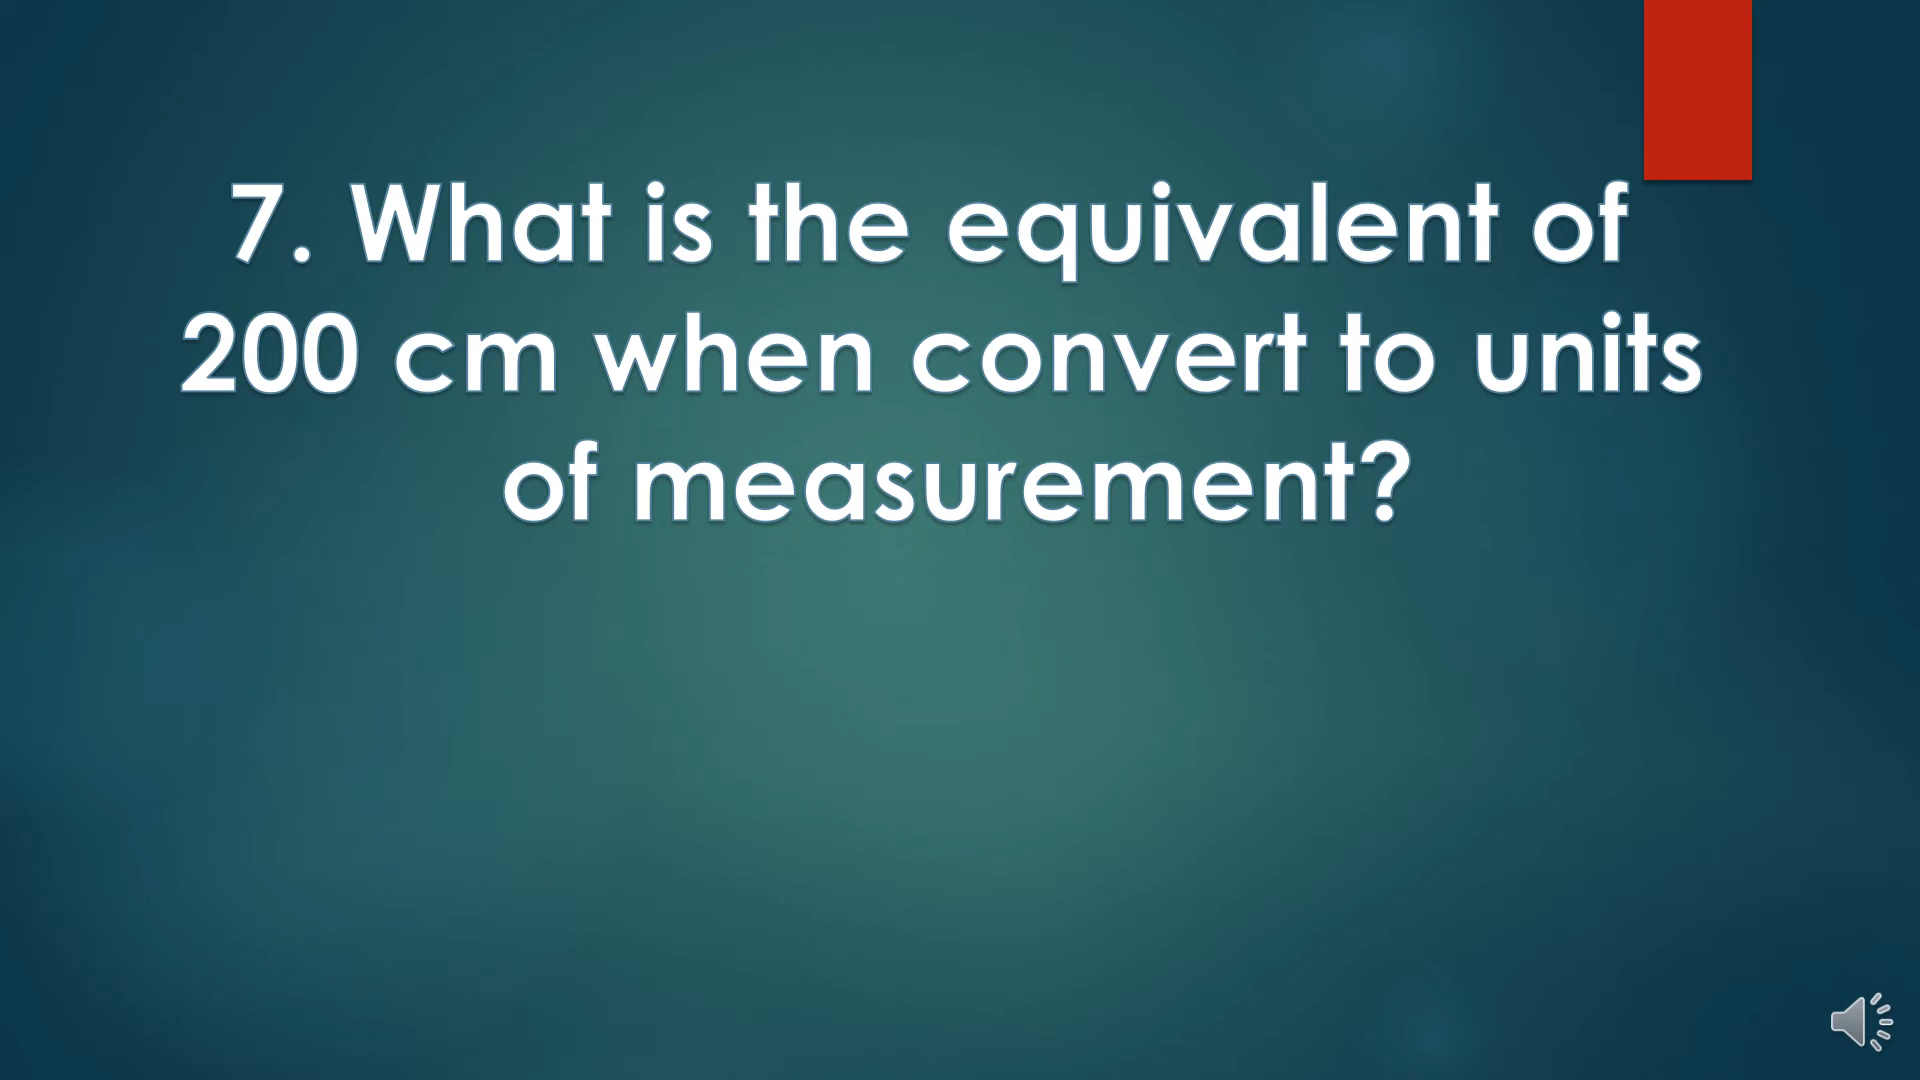 7. What is the equivalent of
200 cm when convert to units
of measurement?